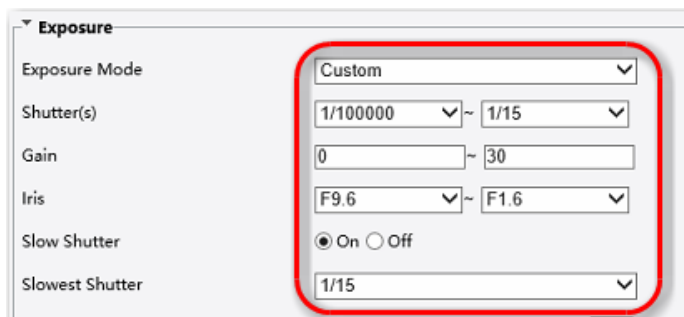 Exposure
Exposure Mode Custom
Shutter(s) 1/100000 ~ 1/15
Gain 0 ~ 30
Iris F9.6 ~ F1.6
Slow Shutter On Off
Slowest Shutter 1/15